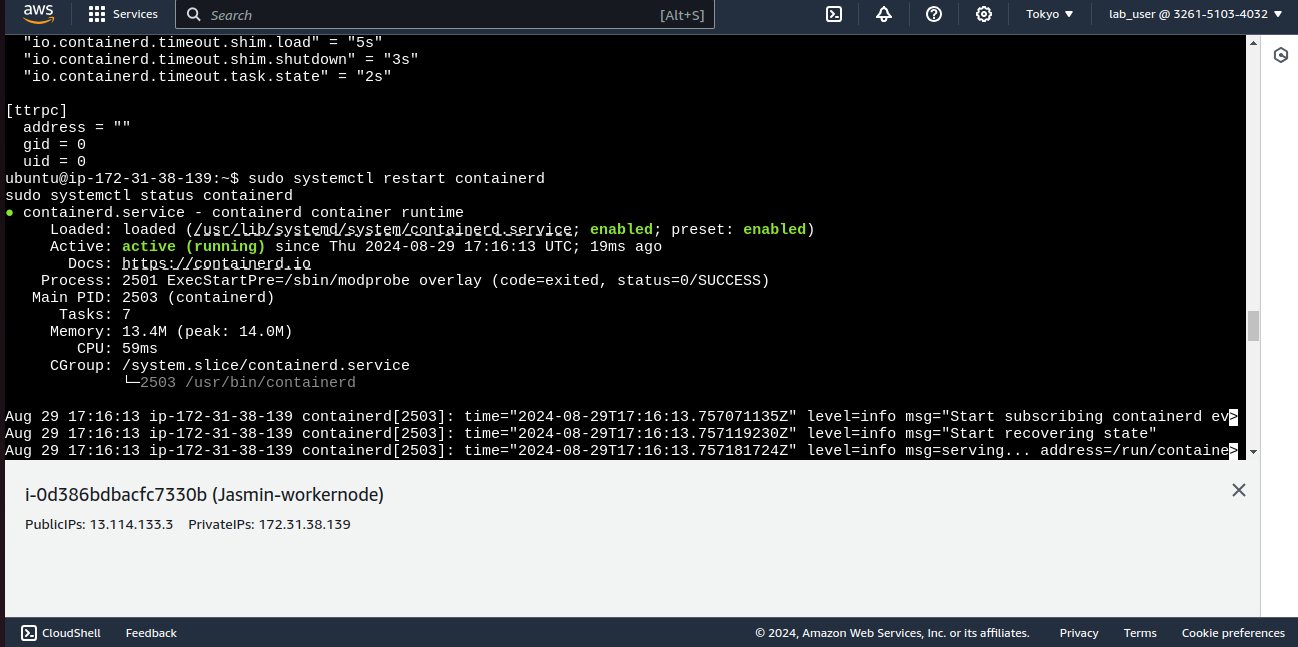 aws
Services
Search
[Alt+S]
Tokyo
lab_user @ 3261-5103-4032
"io.containerd.timeout.shim.load" = "5s"
"io.containerd.timeout.shim.shutdown" = "3s"
"io.containerd.timeout.task.state" = "2s"
[ttrpc]
address = ""
gid = 0
uid = 0
ubuntu@ip-172-31-38-139:~$ sudo systemctl restart containerd
sudo systemctl status containerd
● containerd.service - containerd container runtime
Loaded: loaded (/usr/lib/systemd/system/containerd.service; enabled; preset: enabled)
Active: active (running) since Thu 2024-08-29 17:16:13 UTC; 19ms ago
Docs: https://containerd.io
Process: 2501 ExecStartPre=/sbin/modprobe overlay (code=exited, status=0/SUCCESS)
Main PID: 2503 (containerd)
Tasks: 7
Memory: 13.4M (peak: 14.0M)
CPU: 59ms
CGroup: /system.slice/containerd.service
└─2503 /usr/bin/containerd
Aug 29 17:16:13 ip-172-31-38-139 containerd[2503]: time="2024-08-29T17:16:13.757071135Z" level=info msg="Start subscribing containerd ev>
Aug 29 17:16:13 ip-172-31-38-139 containerd[2503]: time="2024-08-29T17:16:13.757119230Z" level=info msg="Start recovering state"
Aug 29 17:16:13 ip-172-31-38-139 containerd[2503]: time="2024-08-29T17:16:13.757181724Z" level=info msg=serving... address=/run/containe>
i-0d386bdbacfc7330b (Jasmin-workernode)
PublicIPs: 13.114.133.3 PrivateIPs: 172.31.38.139
CloudShell
Feedback
© 2024, Amazon Web Services, Inc. or its affiliates.
Privacy
Terms
Cookie preferences